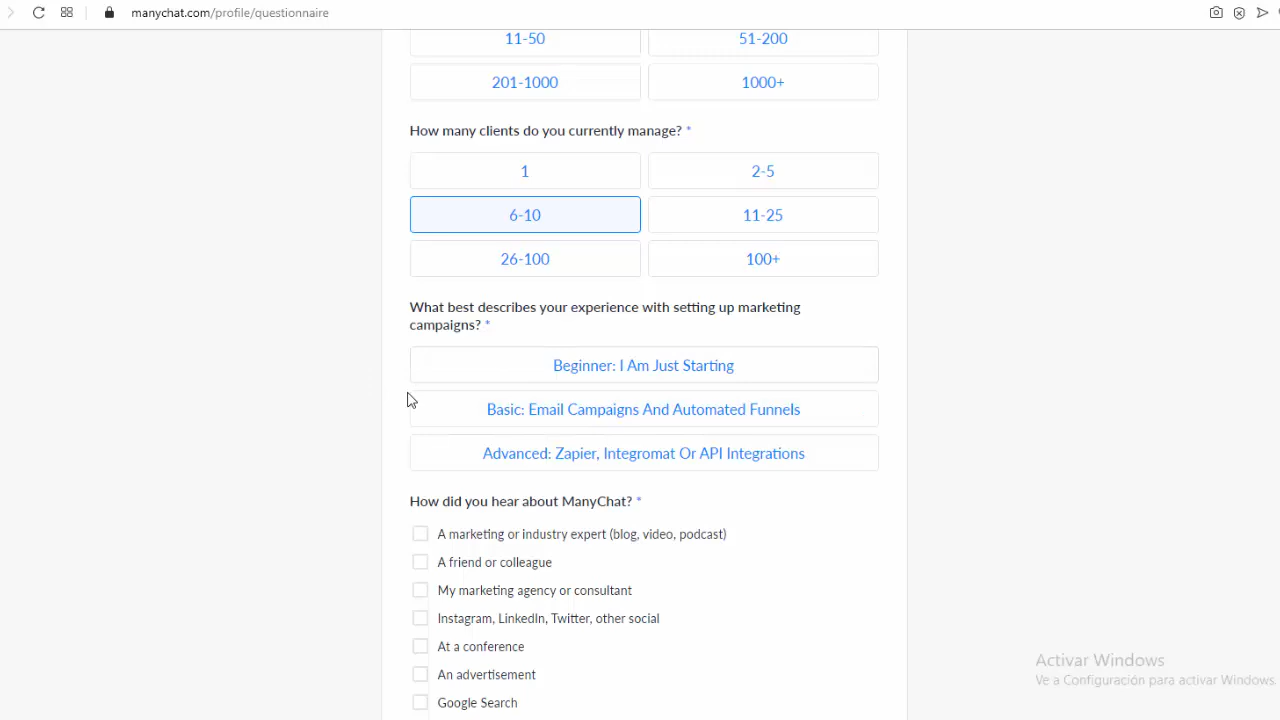 manychat.com/profile/questionnaire
11-50
51-200
201-1000
1000+
How many clients do you currently manage? *
1
2-5
6-10
11-25
26-100
100+
What best describes your experience with setting up marketing
campaigns? *
Beginner: I Am Just Starting
Basic: Email Campaigns And Automated Funnels
Advanced: Zapier, Integromat Or API Integrations
How did you hear about ManyChat? *
A marketing or industry expert (blog, video, podcast)
A friend or colleague
My marketing agency or consultant
Instagram, LinkedIn, Twitter, other social
At a conference
An advertisement
Google Search
Activar Windows
Ve a Configuración para activar Windows.